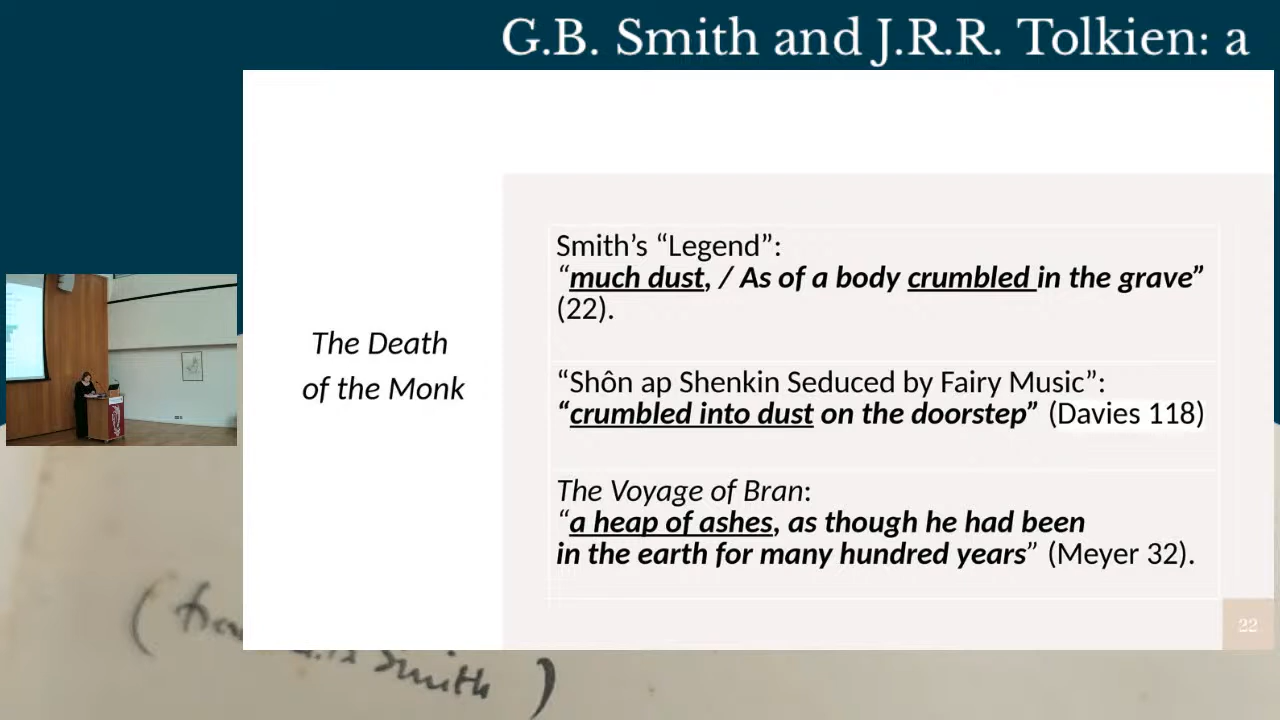 G.B. Smith and J.R.R. Tolkien: a
The Death
of the Monk
Smith’s “Legend”:
“much dust, / As of a body crumbled in the grave”
(22).
“Shôn ap Shenkin Seduced by Fairy Music”:
“crumbled into dust on the doorstep” (Davies 118)
The Voyage of Bran:
“a heap of ashes, as though he had been
in the earth for many hundred years” (Meyer 32).
22
Smith )